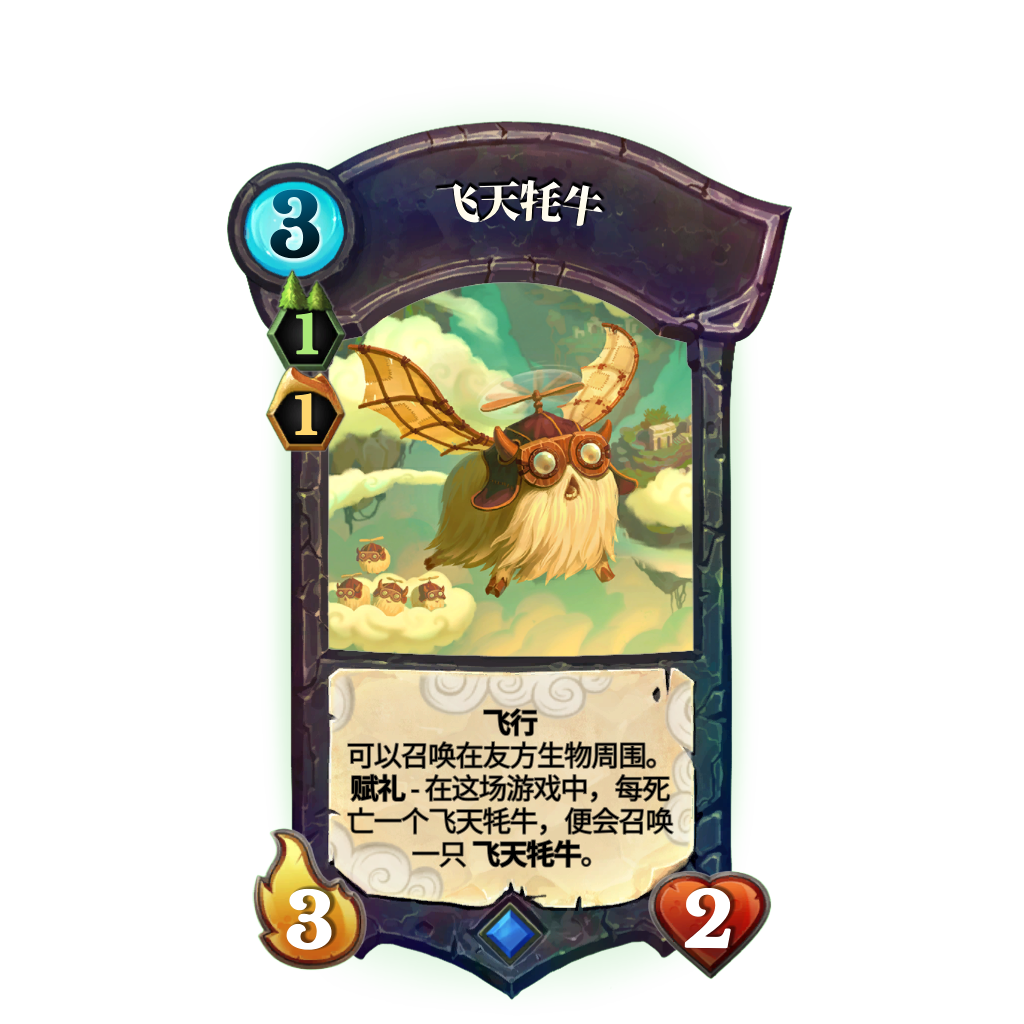 飞天牦牛
3
1
1
飞行
可以召唤在友方生物周围。
赋礼 - 在这场游戏中，每死
亡一个飞天牦牛，便会召唤
一只 飞天牦牛。
3
2